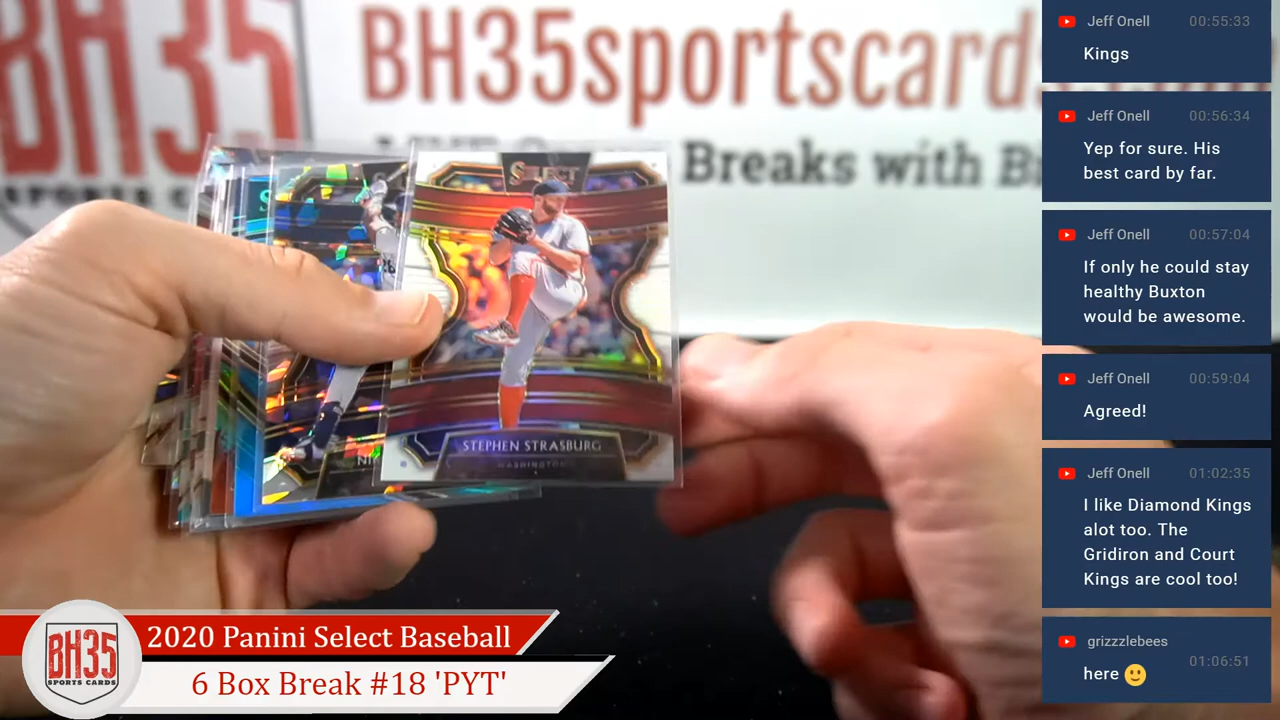 BH35
BH35sportscards
Breaks with
SELECT
STEPHEN STRASBURG
WASHINGTON
BH35
SPORTS CARDS
2020 Panini Select Baseball
6 Box Break #18 'PYT'
Jeff Onell 00:55:33
Kings
Jeff Onell 00:56:34
Yep for sure. His
best card by far.
Jeff Onell 00:57:04
If only he could stay
healthy Buxton
would be awesome.
Jeff Onell 00:59:04
Agreed!
Jeff Onell 01:02:35
I like Diamond Kings
alot too. The
Gridiron and Court
Kings are cool too!
grizzzlebees 01:06:51
here 🙂